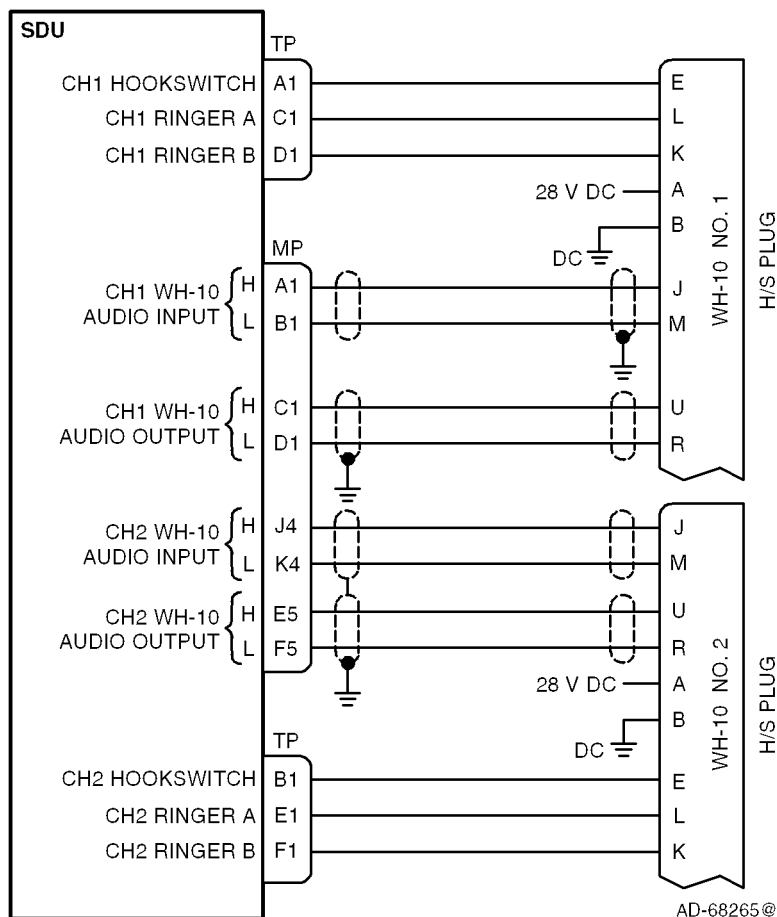 SDU
TP
CH1 HOOKSWITCH A1 E
CH1 RINGER A C1 L
CH1 RINGER B D1 K
28 V DC A
B
DC
WH-10 NO. 1
H/S PLUG
MP
CH1 WH-10
AUDIO INPUT
H A1 J
L B1 M
CH1 WH-10
AUDIO OUTPUT
H C1 U
L D1 R
CH2 WH-10
AUDIO INPUT
H J4 J
L K4 M
CH2 WH-10
AUDIO OUTPUT
H E5 U
L F5 R
28 V DC A
B
DC
WH-10 NO. 2
H/S PLUG
TP
CH2 HOOKSWITCH B1 E
CH2 RINGER A E1 L
CH2 RINGER B F1 K
AD-68265@